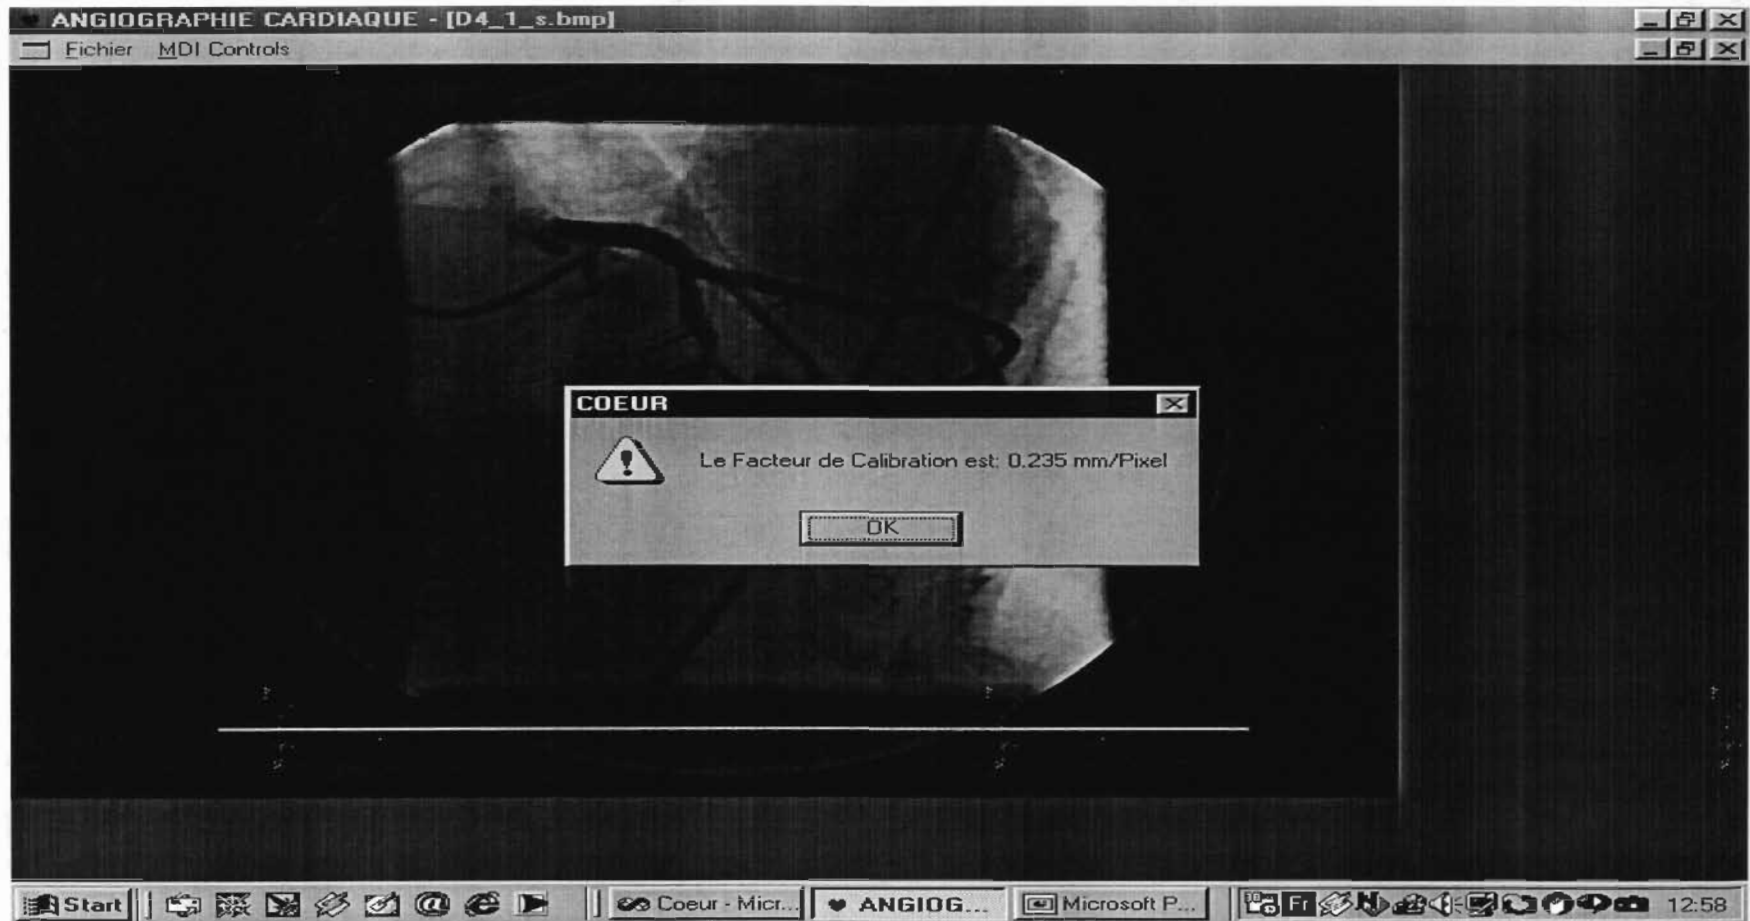 ANGIOGRAPHIE CARDIAQUE - [D4_1_s.bmp]
Fichier MDI Controls
COEUR
Le Facteur de Calibration est: 0.235 mm/Pixel
OK
Start Coeur - Micr... ANGIOG... Microsoft P... Fr 12:58